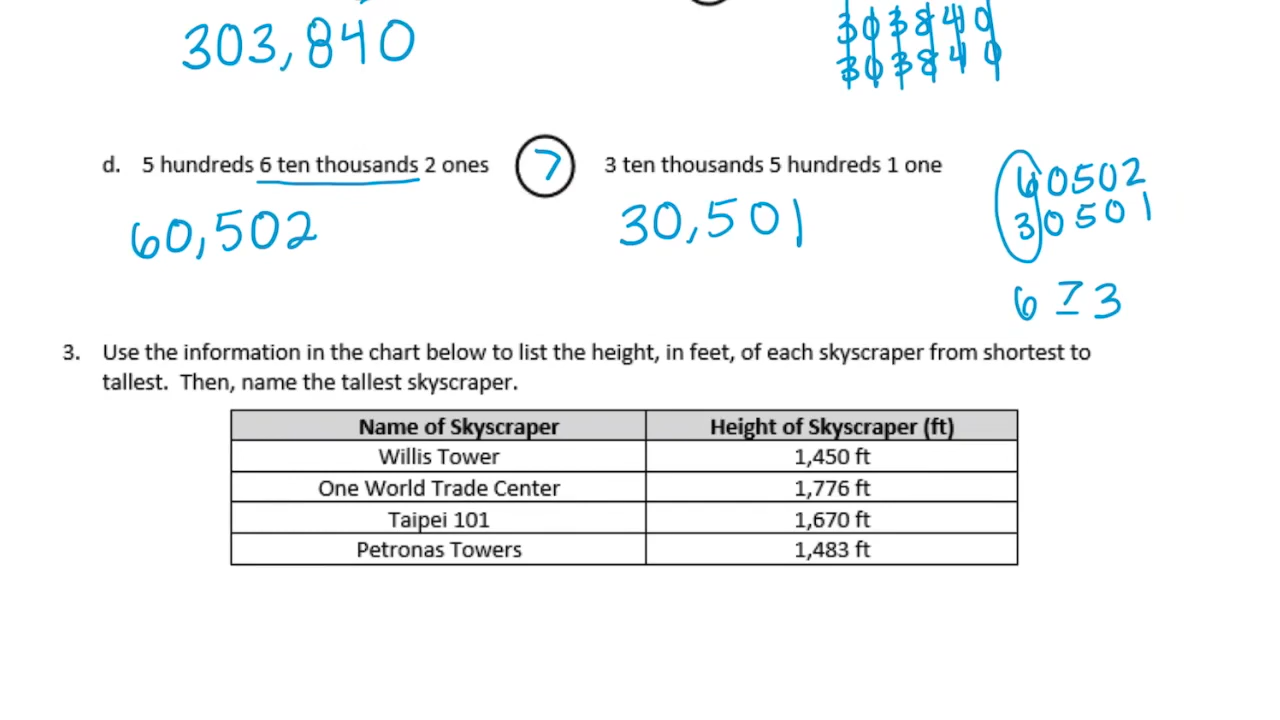 303,840
303840
303840
d. 5 hundreds 6 ten thousands 2 ones > 3 ten thousands 5 hundreds 1 one
60,502
30,501
60502
30501
6 > 3
3. Use the information in the chart below to list the height, in feet, of each skyscraper from shortest to
tallest. Then, name the tallest skyscraper.
Name of Skyscraper Height of Skyscraper (ft)
Willis Tower 1,450 ft
One World Trade Center 1,776 ft
Taipei 101 1,670 ft
Petronas Towers 1,483 ft